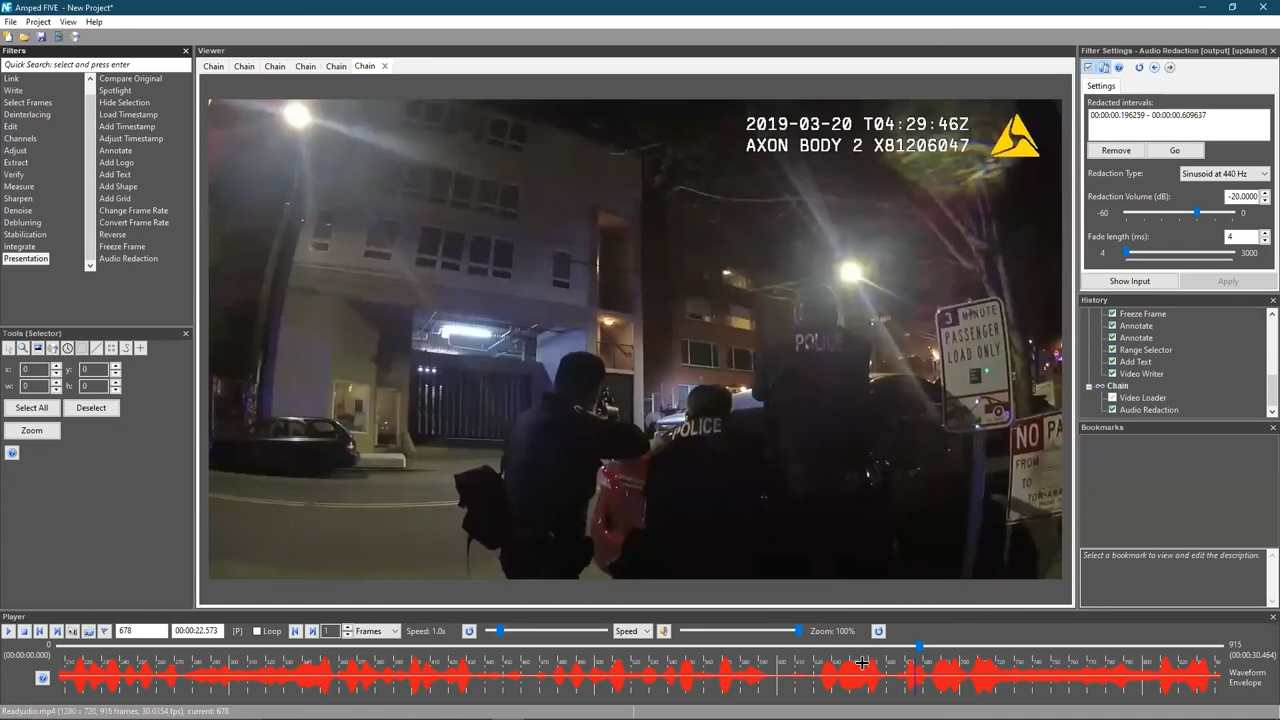 Amped FIVE - New Project*
File Project View Help
Filters
Quick Search: select and press enter
Link
Write
Select Frames
Deinterlacing
Edit
Channels
Adjust
Extract
Verify
Measure
Sharpen
Denoise
Deblurring
Stabilization
Integrate
Presentation
Compare Original
Spotlight
Hide Selection
Load Timestamp
Add Timestamp
Adjust Timestamp
Annotate
Add Logo
Add Text
Add Shape
Add Grid
Change Frame Rate
Convert Frame Rate
Reverse
Freeze Frame
Audio Redaction
Tools (Selector)
x: 0 y: 0
w: 0 h: 0
Select All Deselect
Zoom
Viewer
Chain Chain Chain Chain Chain Chain
2019-03-20 T04:29:46Z
AXON BODY 2 X81206047
POLICE
POLICE
3 MINUTE
PASSENGER
LOAD ONLY
NO PA
FROM
TO
TOW-AWA
Filter Settings - Audio Redaction [output] [updated]
Settings
Redacted intervals:
00:00:00.196259 - 00:00:00.609637
Remove Go
Redaction Type: Sinusoid at 440 Hz
Redaction Volume (dB): -20.0000
-60 0
Fade length (ms): 4
4 3000
Show Input Apply
History
Freeze Frame
Annotate
Annotate
Range Selector
Add Text
Video Writer
Chain
Video Loader
Audio Redaction
Bookmarks
Select a bookmark to view and edit the description.
Player
678 00:00:22.573 [P] Loop 1 Frames Speed: 1.0x Speed Zoom: 100%
0 915
(00:00:00.000) (00:00:30.464)
Waveform
Envelope
Readyudio.mp4 (1280 x 720, 916 frames, 30.0354 fps), current: 678